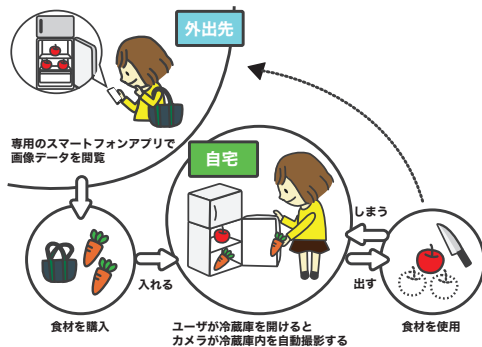 外出先
専用のスマートフォンアプリで
画像データを閲覧
自宅
しまう
入れる
出す
食材を購入
ユーザが冷蔵庫を開けると
カメラが冷蔵庫内を自動撮影する
食材を使用